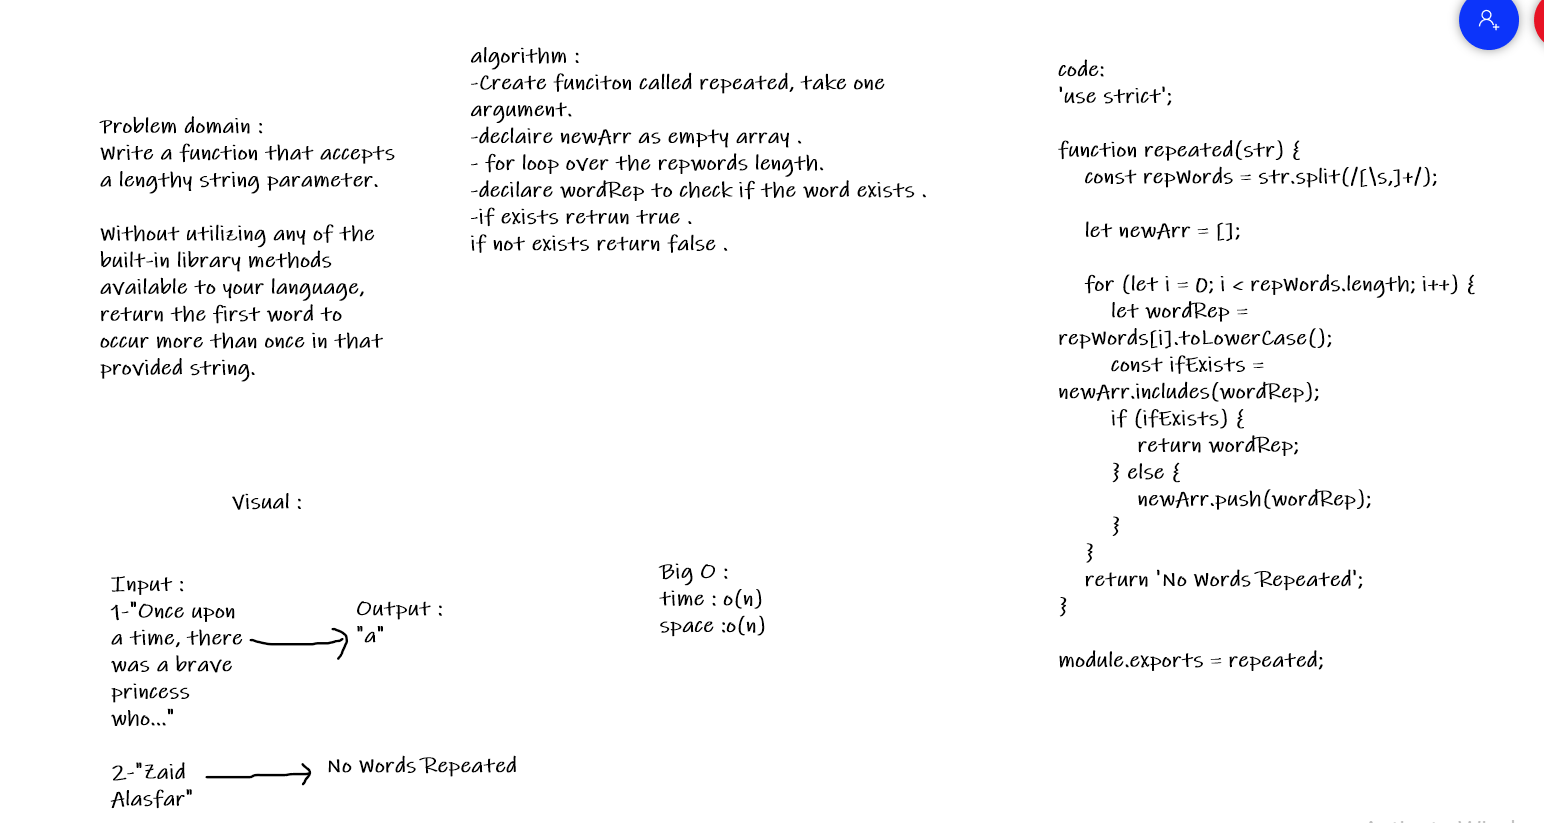 Problem domain :
Write a function that accepts
a lengthy string parameter.
Without utilizing any of the
built-in library methods
available to your language,
return the first word to
occur more than once in that
provided string.
algorithm :
-Create funciton called repeated, take one
argument.
-declaire newArr as empty array .
- for loop over the repwords length.
-decilare wordRep to check if the word exists .
-if exists retrun true .
if not exists return false .
Visual :
Input :
1-"Once upon
a time, there
was a brave
princess
who..."
Output :
"a"
2-"Zaid
Alasfar"
No Words Repeated
Big O :
time : o(n)
space :o(n)
code:
'use strict';
function repeated(str) {
const repWords = str.split(/[\s,]+/);
let newArr = [];
for (let i = 0; i < repWords.length; i++) {
let wordRep =
repWords[i].toLowerCase();
const ifExists =
newArr.includes(wordRep);
if (ifExists) {
return wordRep;
} else {
newArr.push(wordRep);
}
}
return 'No Words Repeated';
}
module.exports = repeated;